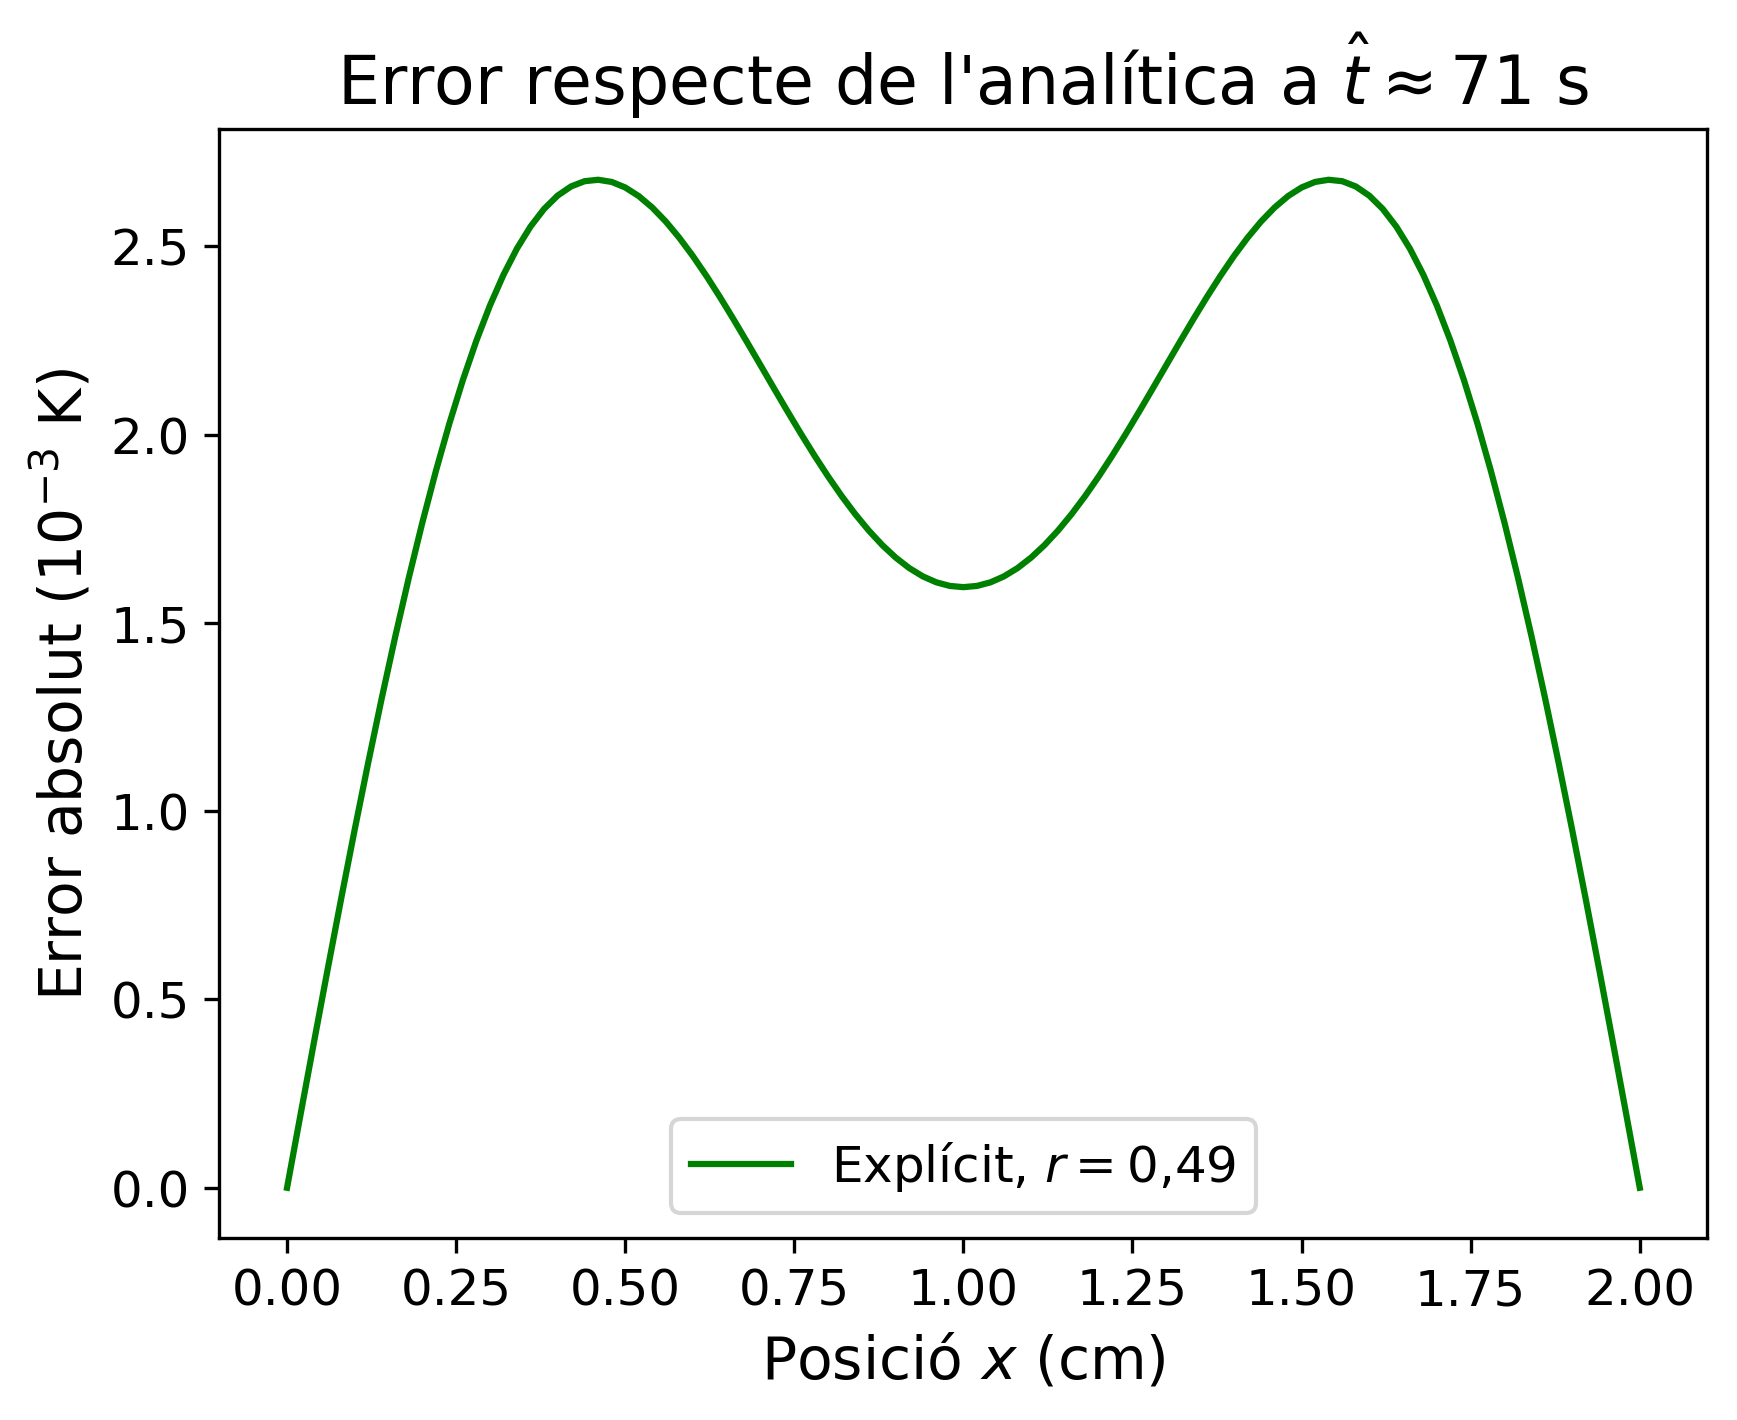 Error respecte de l'analítica a t̂ ≈ 71 s
Error absolut (10⁻³ K)
2.5
2.0
1.5
1.0
0.5
0.0
Explícit, r = 0,49
0.00 0.25 0.50 0.75 1.00 1.25 1.50 1.75 2.00
Posició x (cm)